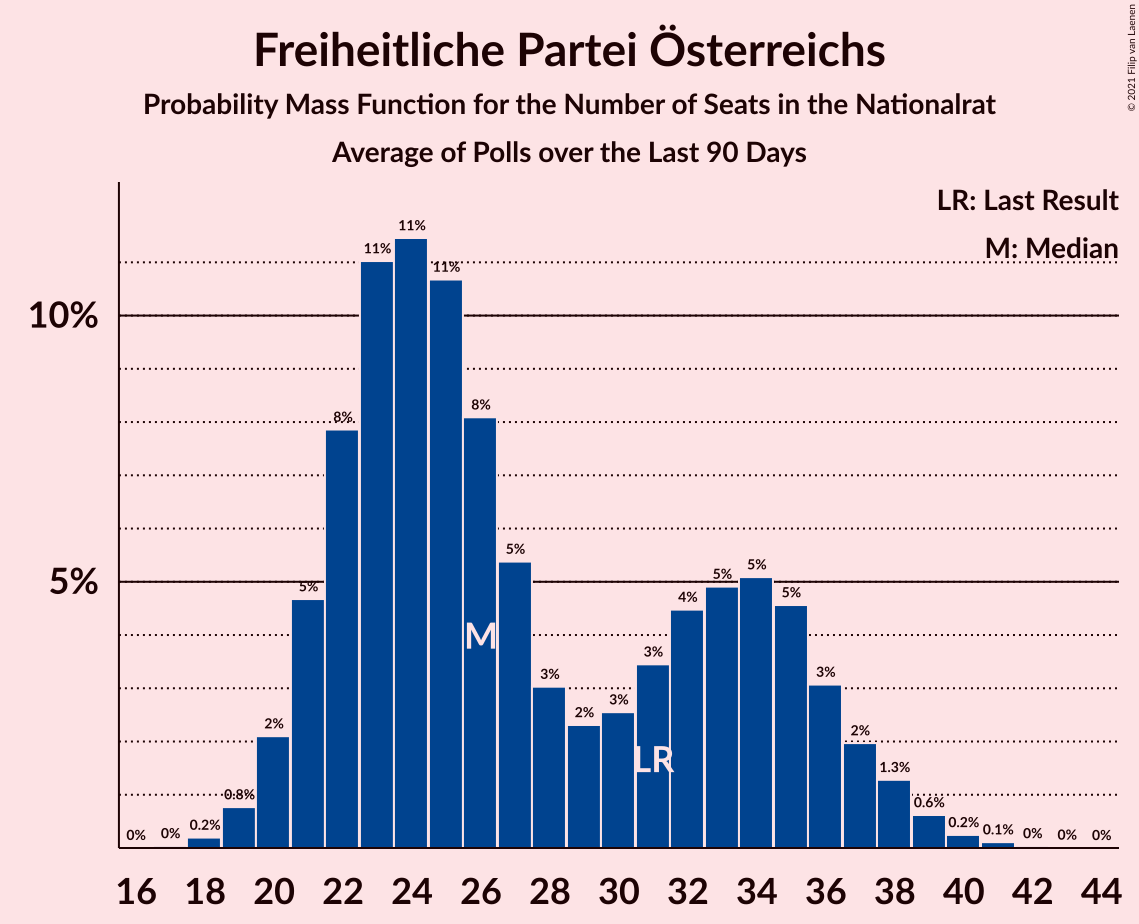 © 2021 Filip van Laenen
Freiheitliche Partei Österreichs
Probability Mass Function for the Number of Seats in the Nationalrat
Average of Polls over the Last 90 Days
LR: Last Result
M: Median
10%
5%
0% 0% 0.2% 0.8% 2% 5% 8% 11% 11% 11% 8% 5% 3% 2% 3% 3% 4% 5% 5% 5% 3% 2% 1.3% 0.6% 0.2% 0.1% 0% 0% 0%
M
LR
16 18 20 22 24 26 28 30 32 34 36 38 40 42 44